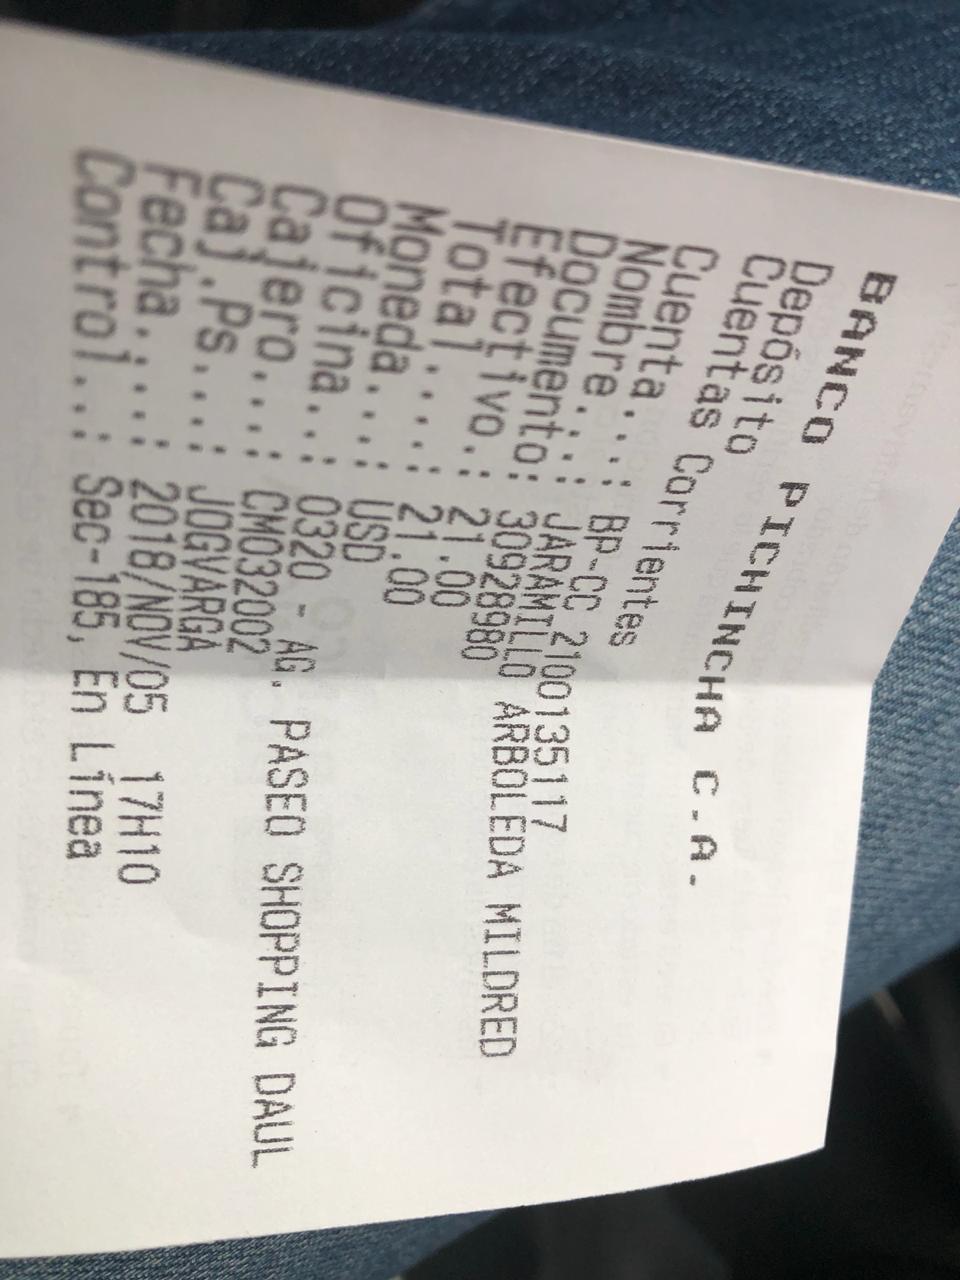 BANCO PICHINCHA C.A.
Depósito
Cuentas Corrientes
Cuenta...: BP-CC 2100135117
Nombre...: JARAMILLO ARBOLEDA MILDRED
Documento: 30928980
Efectivo.: 21.00
Total....: 21.00
Moneda...: USD
Oficina..: 0320 - AG. PASEO SHOPPING DAUL
Cajero...: CM032002
Caj.Ps...: JOGVARGA
Fecha....: 2018/NOV/05 17H10
Control..: Sec-185, En Línea